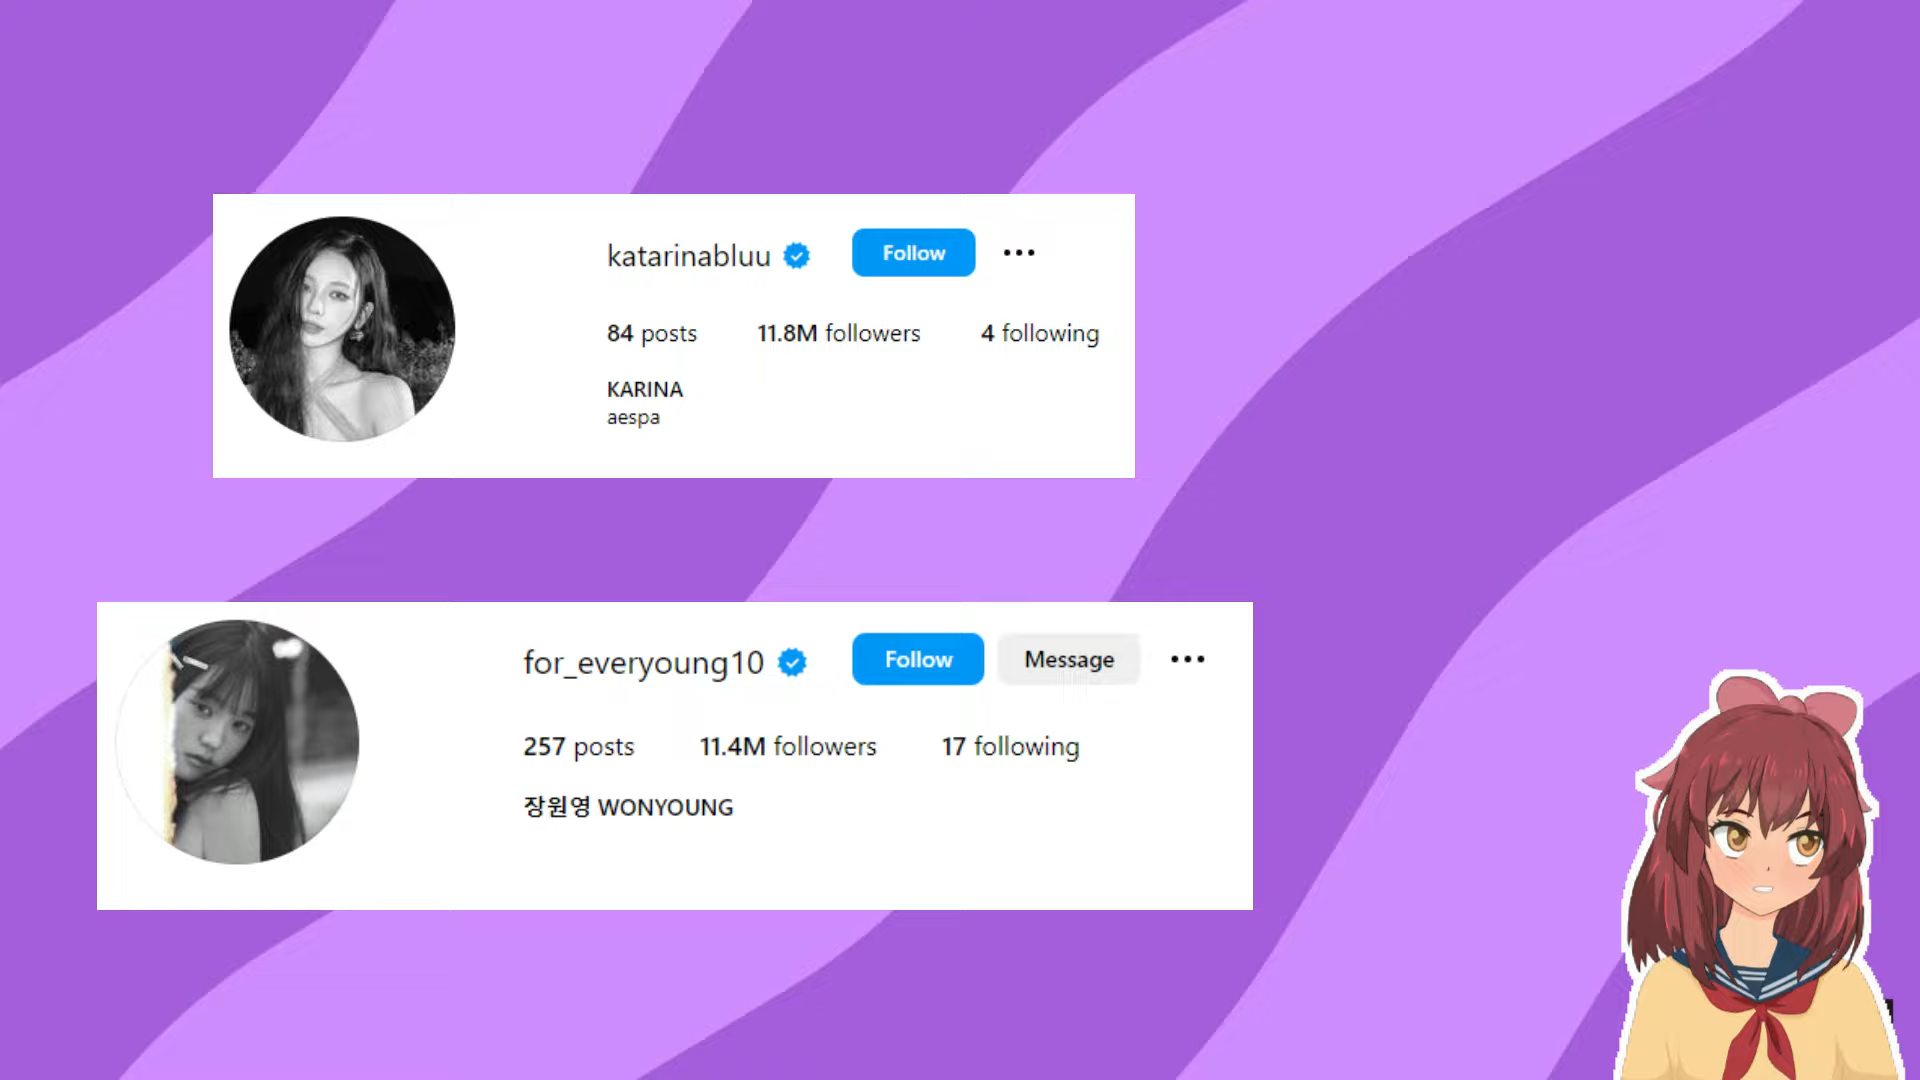 katarinabluu Follow
84 posts 11.8M followers 4 following
KARINA
aespa
for_everyoung10 Follow Message
257 posts 11.4M followers 17 following
장원영 WONYOUNG